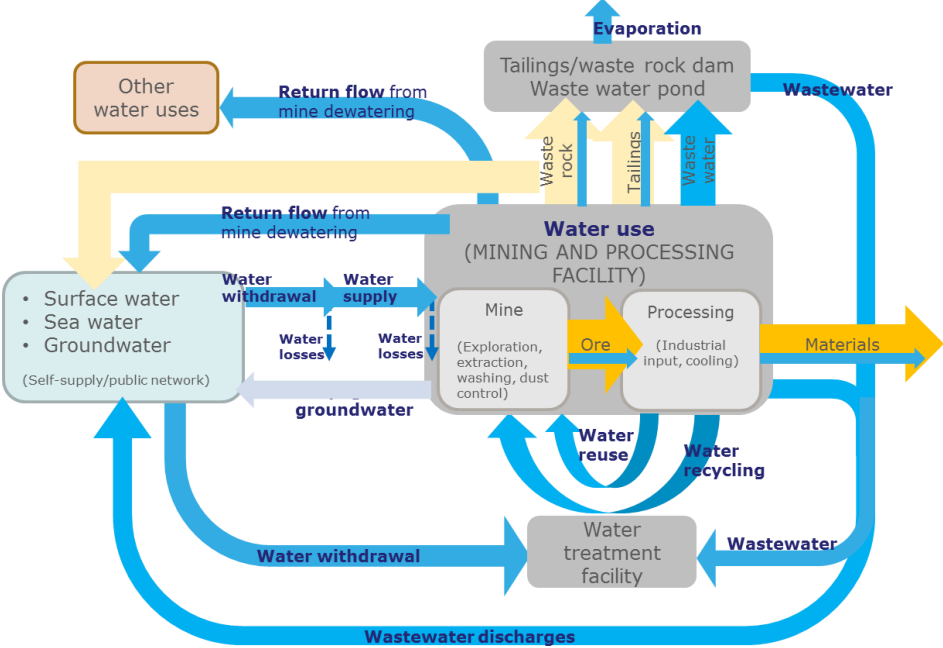 Evaporation
Tailings/waste rock dam
Waste water pond
Wastewater
Other
water uses
Return flow from
mine dewatering
Waste
rock
Tailings
Waste
water
Return flow from
mine dewatering
Water use
(MINING AND PROCESSING
FACILITY)
Water
withdrawal
Water
supply
• Surface water
• Sea water
• Groundwater
(Self-supply/public network)
Water
losses
Water
losses
Mine
(Exploration,
extraction,
washing, dust
control)
Ore
Processing
(Industrial
input, cooling)
Materials
groundwater
Water
reuse
Water
recycling
Water withdrawal
Water
treatment
facility
Wastewater
Wastewater discharges